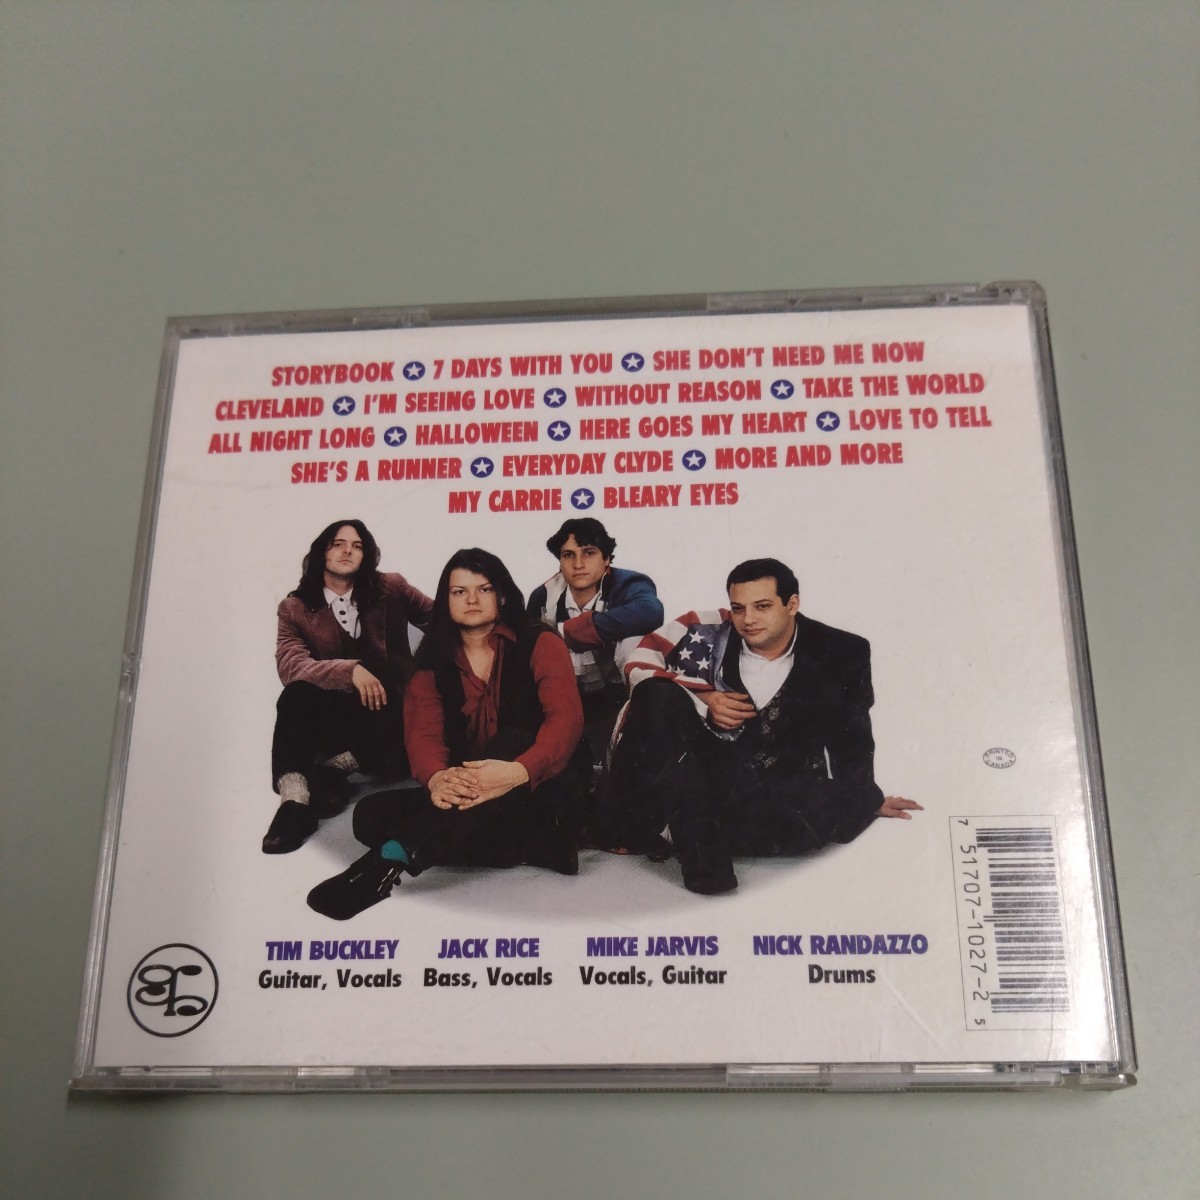 STORYBOOK ✪ 7 DAYS WITH YOU ✪ SHE DON'T NEED ME NOW
CLEVELAND ✪ I'M SEEING LOVE ✪ WITHOUT REASON ✪ TAKE THE WORLD
ALL NIGHT LONG ✪ HALLOWEEN ✪ HERE GOES MY HEART ✪ LOVE TO TELL
SHE'S A RUNNER ✪ EVERYDAY CLYDE ✪ MORE AND MORE
MY CARRIE ✪ BLEARY EYES
PRINTED
IN
CANADA
7 51707-1027-2 5
TIM BUCKLEY JACK RICE MIKE JARVIS NICK RANDAZZO
Guitar, Vocals Bass, Vocals Vocals, Guitar Drums